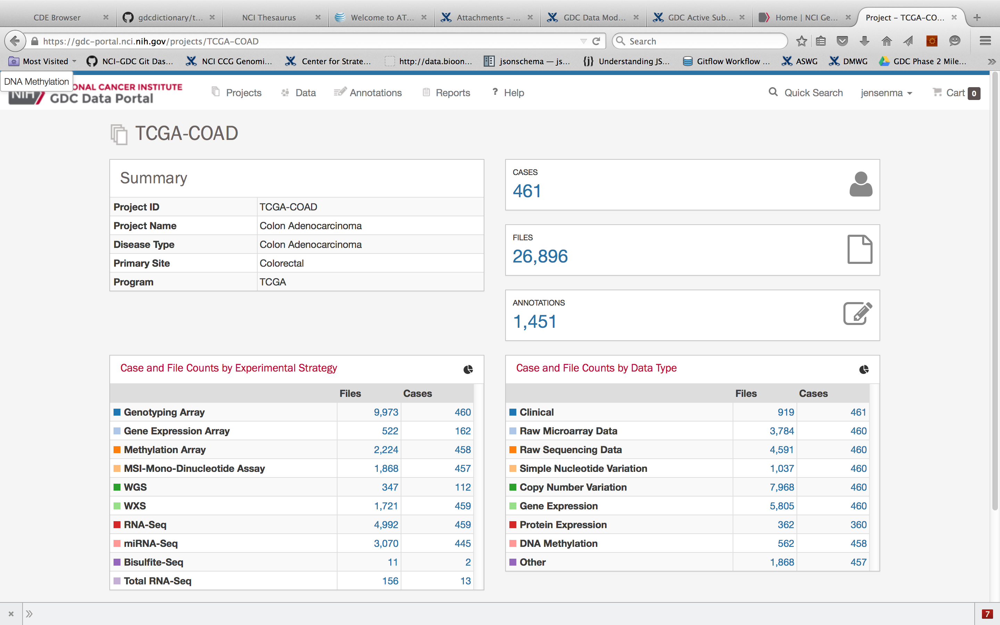 CDE Browser
gdcdictionary/t...
NCI Thesaurus
Welcome to AT...
Attachments – ...
GDC Data Mod...
GDC Active Sub...
Home | NCI Ge...
Project – TCGA-CO...
https://gdc-portal.nci.nih.gov/projects/TCGA-COAD
Search
Most Visited
NCI-GDC Git Das...
NCI CCG Genomi...
Center for Strate...
http://data.bioon...
jsonschema — js...
{j} Understanding JS...
Gitflow Workflow ...
ASWG
DMWG
GDC Phase 2 Mile...
DNA Methylation
ONAL CANCER INSTITUTE
NIH GDC Data Portal
Projects
Data
Annotations
Reports
? Help
Quick Search
jensenma
Cart 0
TCGA-COAD
Summary
Project ID TCGA-COAD
Project Name Colon Adenocarcinoma
Disease Type Colon Adenocarcinoma
Primary Site Colorectal
Program TCGA
CASES
461
FILES
26,896
ANNOTATIONS
1,451
Case and File Counts by Experimental Strategy
Files Cases
Genotyping Array 9,973 460
Gene Expression Array 522 162
Methylation Array 2,224 458
MSI-Mono-Dinucleotide Assay 1,868 457
WGS 347 112
WXS 1,721 459
RNA-Seq 4,992 459
miRNA-Seq 3,070 445
Bisulfite-Seq 11 2
Total RNA-Seq 156 13
Case and File Counts by Data Type
Files Cases
Clinical 919 461
Raw Microarray Data 3,784 460
Raw Sequencing Data 4,591 460
Simple Nucleotide Variation 1,037 460
Copy Number Variation 7,968 460
Gene Expression 5,805 460
Protein Expression 362 360
DNA Methylation 562 458
Other 1,868 457
7